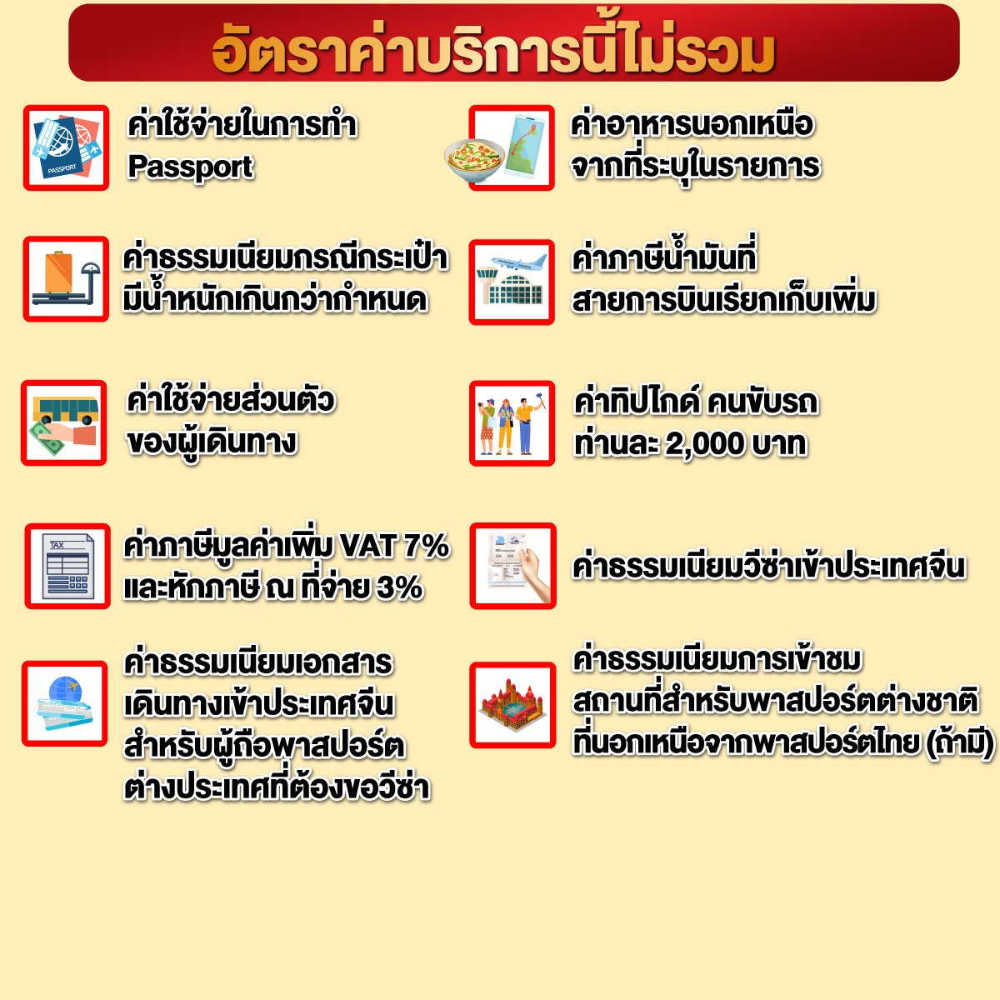 อัตราค่าบริการนี้ไม่รวม
ค่าใช้จ่ายในการทำ
Passport
PASSPORT
ค่าอาหารนอกเหนือ
จากที่ระบุในรายการ
ค่าธรรมเนียมกรณีกระเป๋า
มีน้ำหนักเกินกว่ากำหนด
ค่าภาษีน้ำมันที่
สายการบินเรียกเก็บเพิ่ม
ค่าใช้จ่ายส่วนตัว
ของผู้เดินทาง
ค่าทิปไกด์ คนขับรถ
ท่านละ 2,000 บาท
TAX
ค่าภาษีมูลค่าเพิ่ม VAT 7%
และหักภาษี ณ ที่จ่าย 3%
ค่าธรรมเนียมวีซ่าเข้าประเทศจีน
ค่าธรรมเนียมเอกสาร
เดินทางเข้าประเทศจีน
สำหรับผู้ถือพาสปอร์ต
ต่างประเทศที่ต้องขอวีซ่า
ค่าธรรมเนียมการเข้าชม
สถานที่สำหรับพาสปอร์ตต่างชาติ
ที่นอกเหนือจากพาสปอร์ตไทย (ถ้ามี)